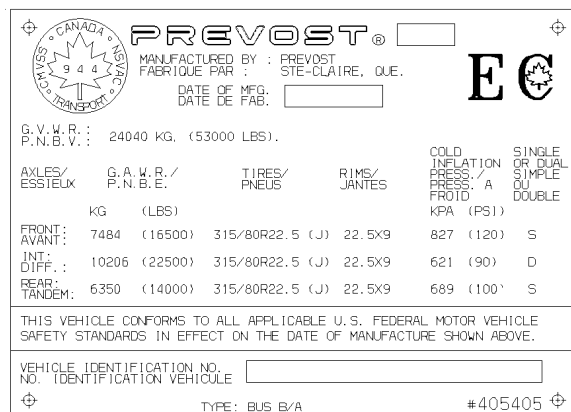 PREVOST®
CANADA
CMVSS NSVAC
944
TRANSPORT
MANUFACTURED BY : PREVOST
FABRIQUE PAR : STE-CLAIRE, QUE.
DATE OF MFG.
DATE DE FAB.
EC
G.V.W.R.:
P.N.B.V.: 24040 KG, (53000 LBS).
AXLES/ G.A.W.R./ TIRES/ RIMS/ COLD INFLATION PRESS./ SINGLE OR DUAL
ESSIEUX P.N.B.E. PNEUS JANTES PRESS. A FROID SIMPLE OU DOUBLE
KG (LBS) KPA (PSI)
FRONT:
AVANT: 7484 (16500) 315/80R22.5 (J) 22.5X9 827 (120) S
INT:
DIFF.: 10206 (22500) 315/80R22.5 (J) 22.5X9 621 (90) D
REAR:
TANDEM: 6350 (14000) 315/80R22.5 (J) 22.5X9 689 (100) S
THIS VEHICLE CONFORMS TO ALL APPLICABLE U.S. FEDERAL MOTOR VEHICLE
SAFETY STANDARDS IN EFFECT ON THE DATE OF MANUFACTURE SHOWN ABOVE.
VEHICLE IDENTIFICATION NO.
NO. IDENTIFICATION VEHICULE
TYPE: BUS B/A #405405